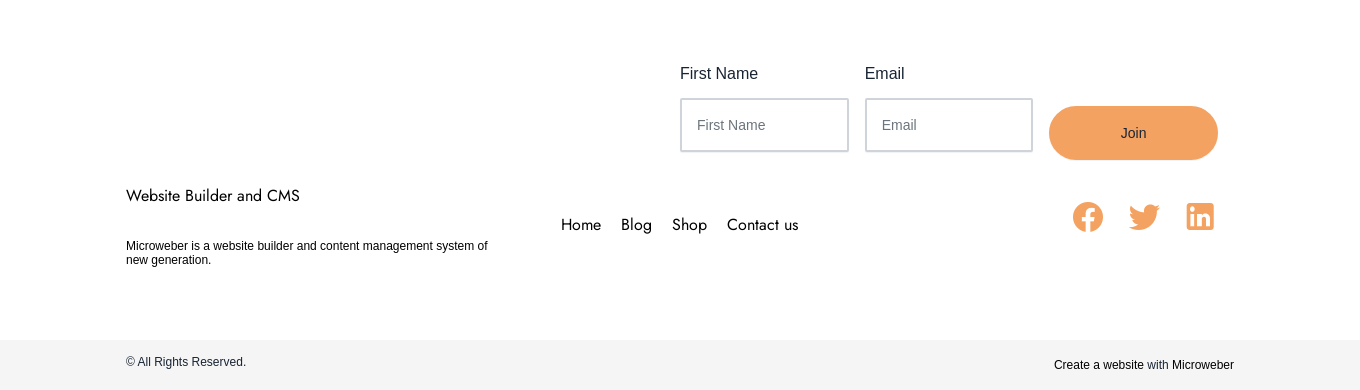 First Name
Email
First Name
Email
Join
Website Builder and CMS
Microweber is a website builder and content management system of
new generation.
Home
Blog
Shop
Contact us
© All Rights Reserved.
Create a website with Microweber